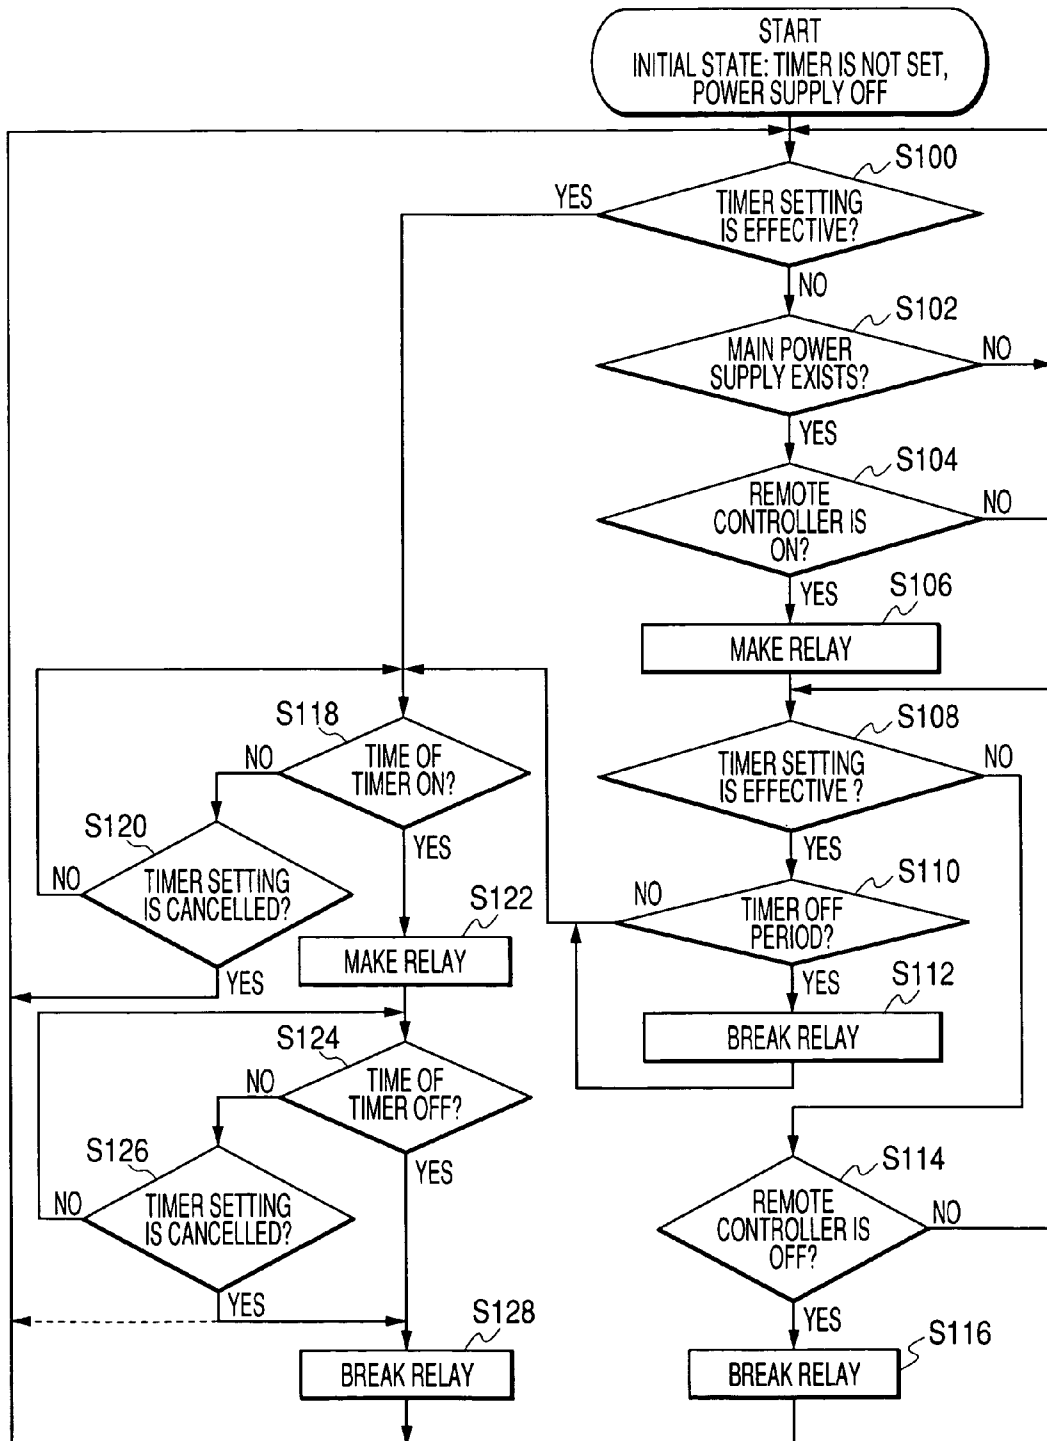 START
INITIAL STATE: TIMER IS NOT SET,
POWER SUPPLY OFF
S100
YES
TIMER SETTING
IS EFFECTIVE?
NO
S102
MAIN POWER
SUPPLY EXISTS?
NO
YES
S104
REMOTE
CONTROLLER IS
ON?
NO
YES
S106
MAKE RELAY
S108
TIMER SETTING
IS EFFECTIVE ?
NO
YES
S110
NO
TIMER OFF
PERIOD?
YES
S112
BREAK RELAY
S114
REMOTE
CONTROLLER IS
OFF?
NO
YES
S116
BREAK RELAY
S118
NO
TIME OF
TIMER ON?
YES
S120
NO
TIMER SETTING
IS CANCELLED?
YES
S122
MAKE RELAY
S124
NO
TIME OF
TIMER OFF?
YES
S126
NO
TIMER SETTING
IS CANCELLED?
YES
S128
BREAK RELAY